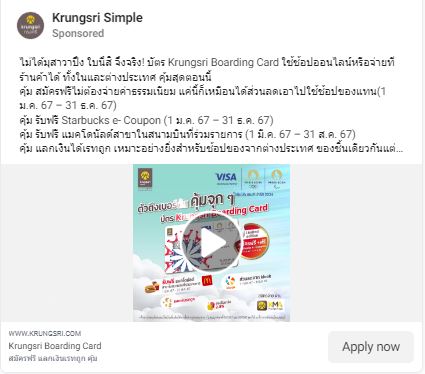 Krungsri Simple
Sponsored
ไม่ได้มุสาวาปึ่ง ใบนี้สิ จึ้งจริง! บัตร Krungsri Boarding Card ใช้ช้อปออนไลน์หรือจ่ายที่
ร้านค้าได้ ทั้งในและต่างประเทศ คุ้มสุดตอนนี้
คุ้ม สมัครฟรีไม่ต้องจ่ายค่าธรรมเนียม แค่นี้ก็เหมือนได้ส่วนลดเอาไปใช้ช้อปของแทน(1
ม.ค. 67 – 31 ธ.ค. 67)
คุ้ม รับฟรี Starbucks e- Coupon (1 ม.ค. 67 – 31 ธ.ค. 67)
คุ้ม รับฟรี แมคโดนัลด์สาขาในสนามบินที่ร่วมรายการ (1 มี.ค. 67 – 31 ส.ค. 67)
คุ้ม แลกเงินได้เรทถูก เหมาะอย่างยิ่งสำหรับช้อปของจากต่างประเทศ ของชิ้นเดียวกันแต่...
krungsri
กรุงศรี
VISA
ตัวตึงเบอร์
คุ้มจุก ๆ
บัตร Krungsri Boarding Card
WWW.KRUNGSRI.COM
Krungsri Boarding Card
สมัครฟรี แลกเงินเรทถูก คุ้ม
Apply now